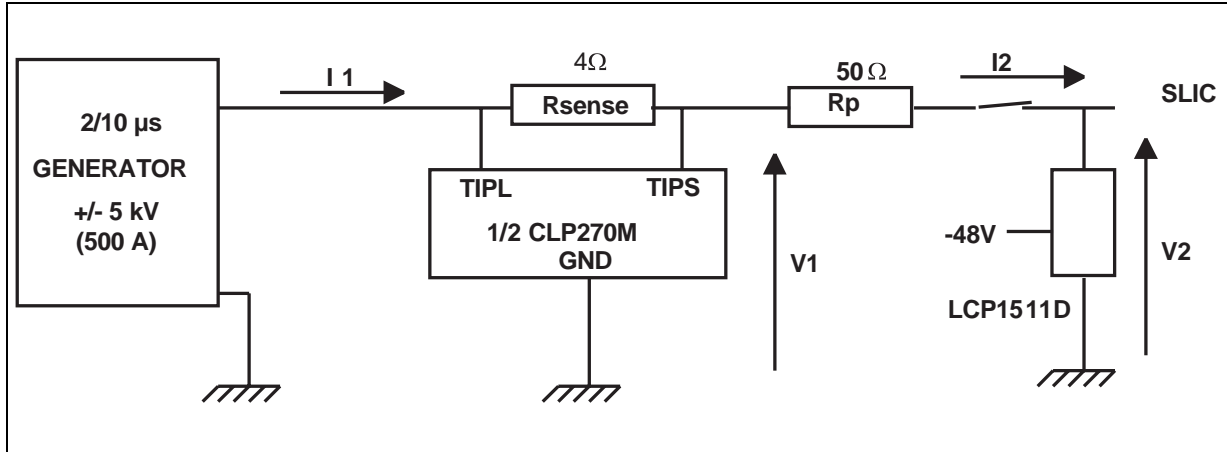 2/10 µs
GENERATOR
+/- 5 kV
(500 A)
I 1
4Ω
Rsense
TIPL TIPS
1/2 CLP270M
GND
V1
50 Ω
Rp
I2
SLIC
-48V
LCP1511D
V2